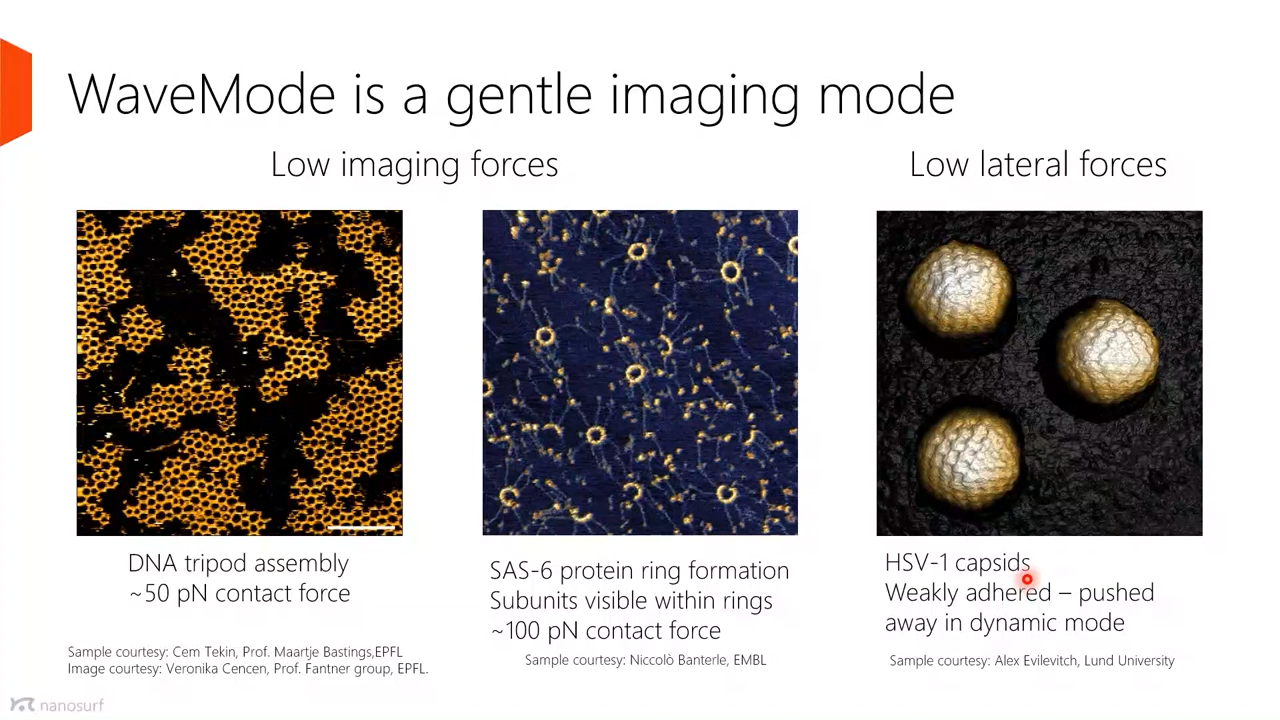 WaveMode is a gentle imaging mode
Low imaging forces
Low lateral forces
DNA tripod assembly
~50 pN contact force
Sample courtesy: Cem Tekin, Prof. Maartje Bastings,EPFL
Image courtesy: Veronika Cencen, Prof. Fantner group, EPFL.
SAS-6 protein ring formation
Subunits visible within rings
~100 pN contact force
Sample courtesy: Niccolò Banterle, EMBL
HSV-1 capsids
Weakly adhered – pushed
away in dynamic mode
Sample courtesy: Alex Evilevitch, Lund University
nanosurf